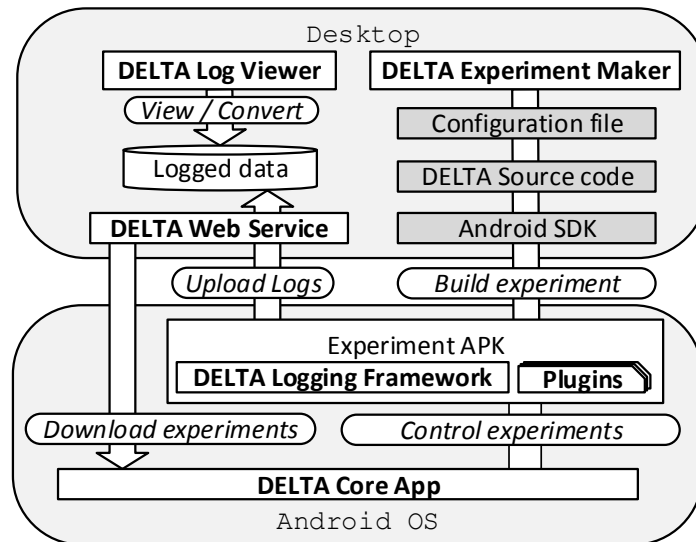 Desktop
DELTA Log Viewer
DELTA Experiment Maker
View / Convert
Configuration file
Logged data
DELTA Source code
DELTA Web Service
Android SDK
Upload Logs
Build experiment
Experiment APK
DELTA Logging Framework
Plugins
Download experiments
Control experiments
DELTA Core App
Android OS